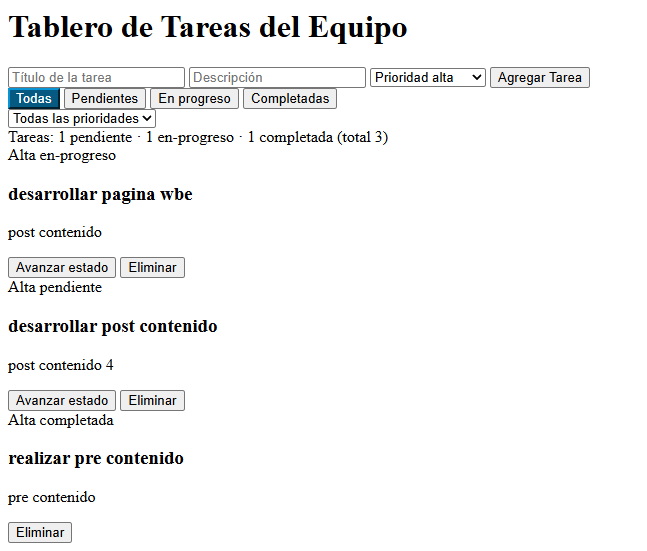 Tablero de Tareas del Equipo
Título de la tarea Descripción Prioridad alta Agregar Tarea
Todas Pendientes En progreso Completadas
Todas las prioridades
Tareas: 1 pendiente · 1 en-progreso · 1 completada (total 3)
Alta en-progreso
desarrollar pagina wbe
post contenido
Avanzar estado Eliminar
Alta pendiente
desarrollar post contenido
post contenido 4
Avanzar estado Eliminar
Alta completada
realizar pre contenido
pre contenido
Eliminar